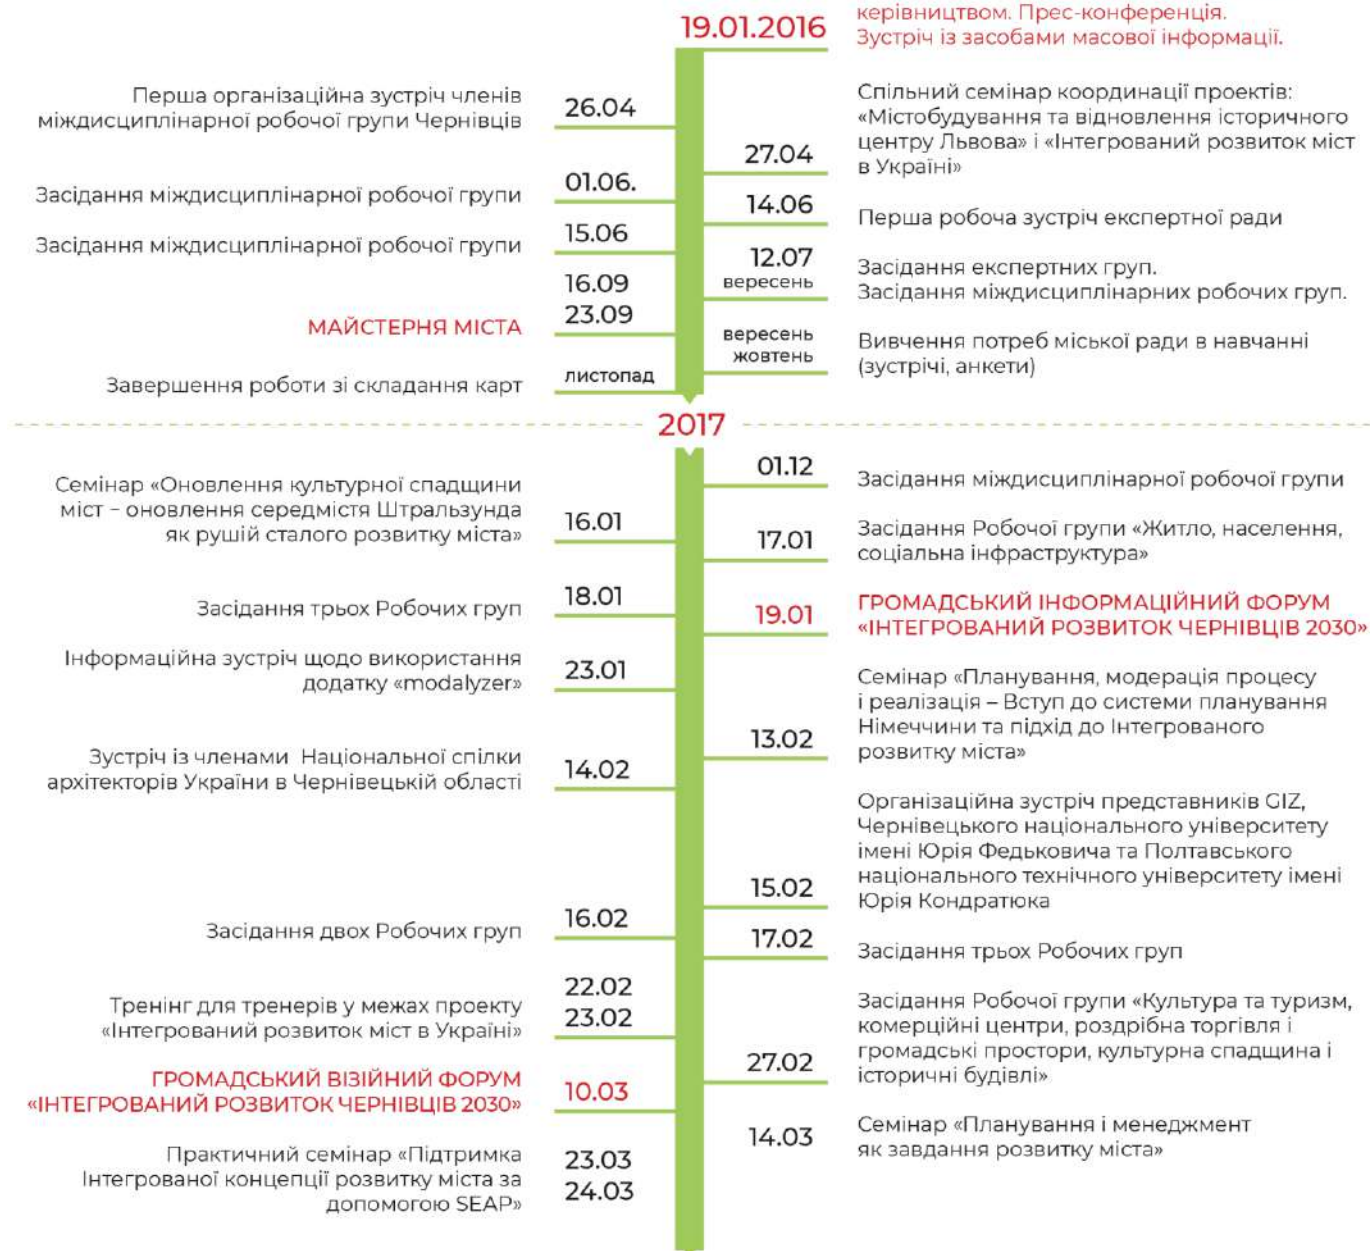 19.01.2016
керівництвом. Прес-конференція.
Зустріч із засобами масової інформації.
Перша організаційна зустріч членів
міждисциплінарної робочої групи Чернівців
26.04
Спільний семінар координації проектів:
«Містобудування та відновлення історичного
центру Львова» і «Інтегрований розвиток міст
в Україні»
27.04
Засідання міждисциплінарної робочої групи
01.06.
14.06
Перша робоча зустріч експертної ради
Засідання міждисциплінарної робочої групи
15.06
12.07
вересень
Засідання експертних груп.
Засідання міждисциплінарних робочих груп.
16.09
23.09
МАЙСТЕРНЯ МІСТА
вересень
жовтень
Вивчення потреб міської ради в навчанні
(зустрічі, анкети)
Завершення роботи зі складання карт
листопад
2017
01.12
Засідання міждисциплінарної робочої групи
Семінар «Оновлення культурної спадщини
міст – оновлення середмістя Штральзунда
як рушій сталого розвитку міста»
16.01
17.01
Засідання Робочої групи «Житло, населення,
соціальна інфраструктура»
Засідання трьох Робочих груп
18.01
19.01
ГРОМАДСЬКИЙ ІНФОРМАЦІЙНИЙ ФОРУМ
«ІНТЕГРОВАНИЙ РОЗВИТОК ЧЕРНІВЦІВ 2030»
Інформаційна зустріч щодо використання
додатку «modalyzer»
23.01
Семінар «Планування, модерація процесу
і реалізація – Вступ до системи планування
Німеччини та підхід до Інтегрованого
розвитку міста»
13.02
Зустріч із членами Національної спілки
архітекторів України в Чернівецькій області
14.02
Організаційна зустріч представників GIZ,
Чернівецького національного університету
імені Юрія Федьковича та Полтавського
національного технічного університету імені
Юрія Кондратюка
15.02
Засідання двох Робочих груп
16.02
17.02
Засідання трьох Робочих груп
Тренінг для тренерів у межах проекту
«Інтегрований розвиток міст в Україні»
22.02
23.02
Засідання Робочої групи «Культура та туризм,
комерційні центри, роздрібна торгівля і
громадські простори, культурна спадщина і
історичні будівлі»
27.02
ГРОМАДСЬКИЙ ВІЗІЙНИЙ ФОРУМ
«ІНТЕГРОВАНИЙ РОЗВИТОК ЧЕРНІВЦІВ 2030»
10.03
14.03
Семінар «Планування і менеджмент
як завдання розвитку міста»
Практичний семінар «Підтримка
Інтегрованої концепції розвитку міста за
допомогою SEAP»
23.03
24.03